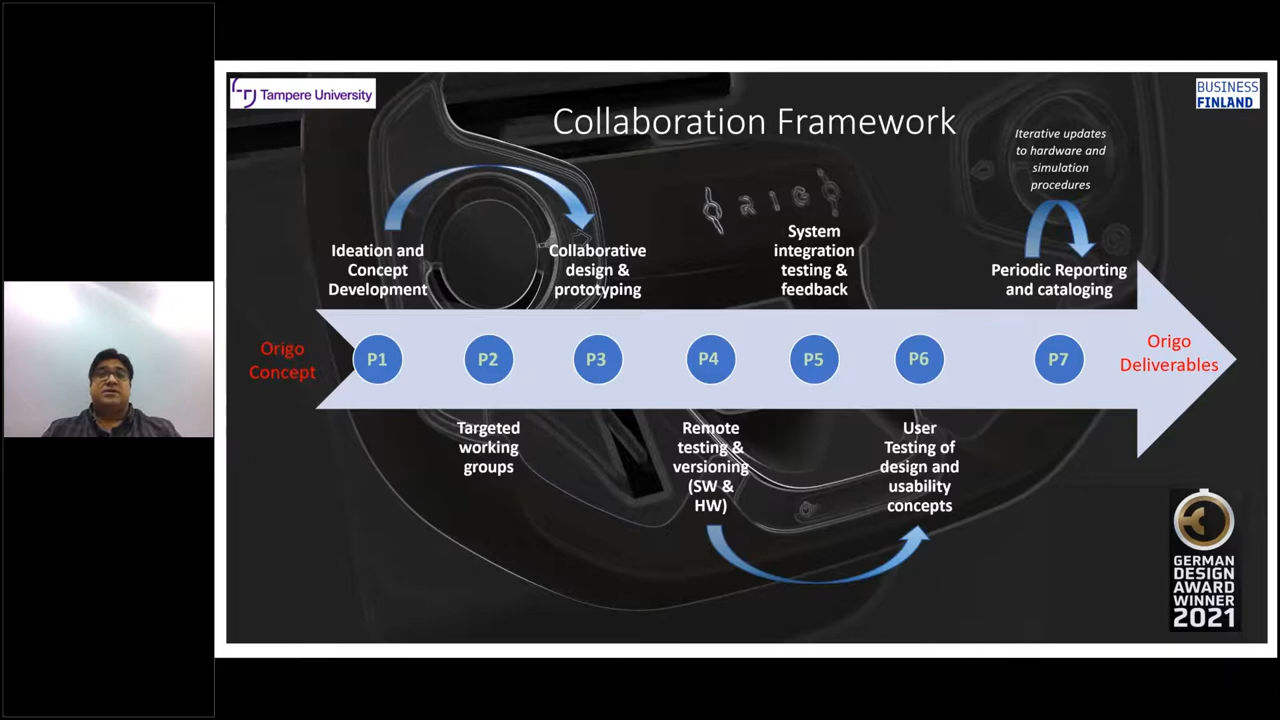 Tampere University
BUSINESS
FINLAND
Collaboration Framework
Iterative updates
to hardware and
simulation
procedures
ORIGO
Ideation and
Concept
Development
Collaborative
design &
prototyping
System
integration
testing &
feedback
Periodic Reporting
and cataloging
Origo
Concept
P1
P2
P3
P4
P5
P6
P7
Origo
Deliverables
Targeted
working
groups
Remote
testing &
versioning
(SW &
HW)
User
Testing of
design and
usability
concepts
GERMAN
DESIGN
AWARD
WINNER
2021